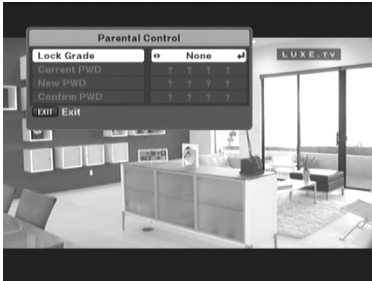 Parental Control
Lock Grade None
Current PWD ? ? ? ?
New PWD ? ? ? ?
Confirm PWD ? ? ? ?
EXIT Exit
LUXE.TV